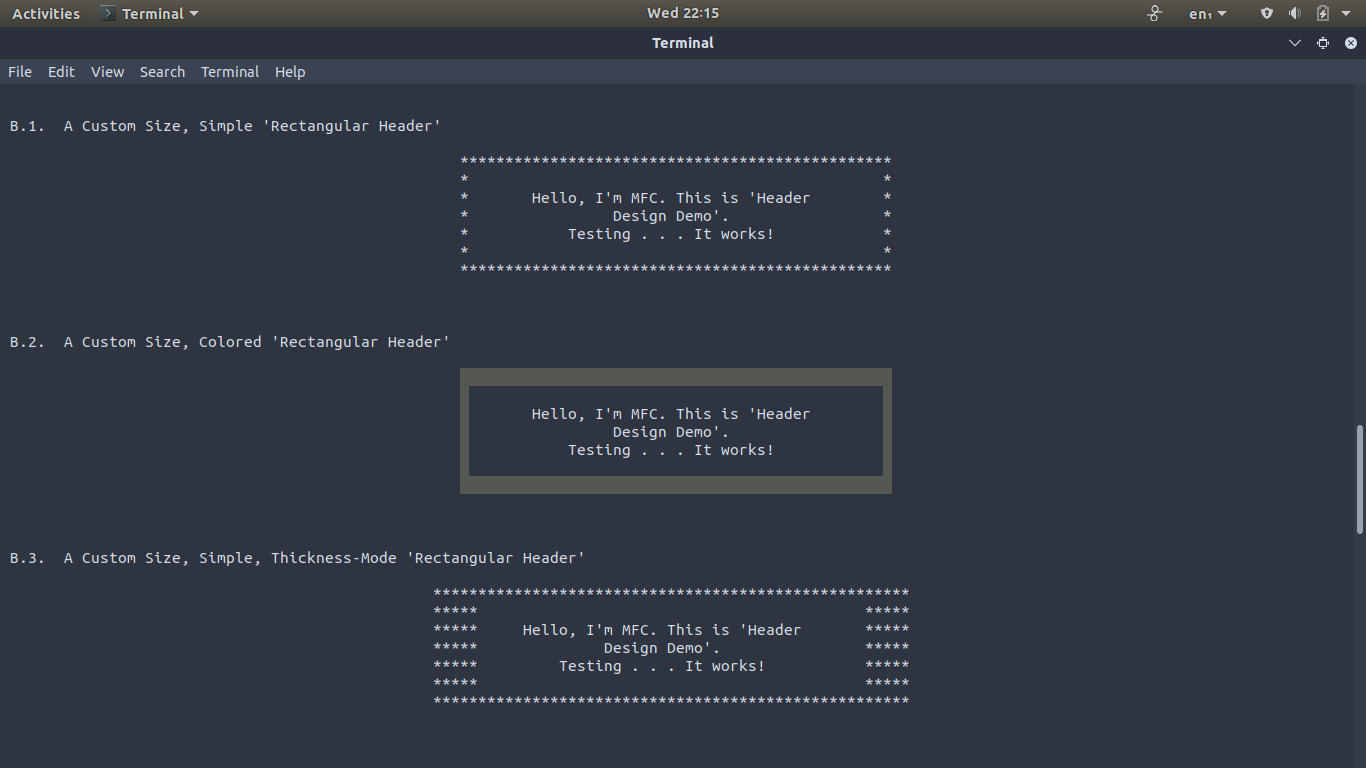 Activities Terminal Wed 22:15 en₁
Terminal
File Edit View Search Terminal Help
B.1.  A Custom Size, Simple 'Rectangular Header'
************************************************
*                                              *
*       Hello, I'm MFC. This is 'Header        *
*                Design Demo'.                 *
*           Testing . . . It works!            *
*                                              *
************************************************
B.2.  A Custom Size, Colored 'Rectangular Header'
Hello, I'm MFC. This is 'Header
Design Demo'.
Testing . . . It works!
B.3.  A Custom Size, Simple, Thickness-Mode 'Rectangular Header'
*****************************************************
*****                                           *****
*****     Hello, I'm MFC. This is 'Header       *****
*****              Design Demo'.                *****
*****         Testing . . . It works!           *****
*****                                           *****
*****************************************************